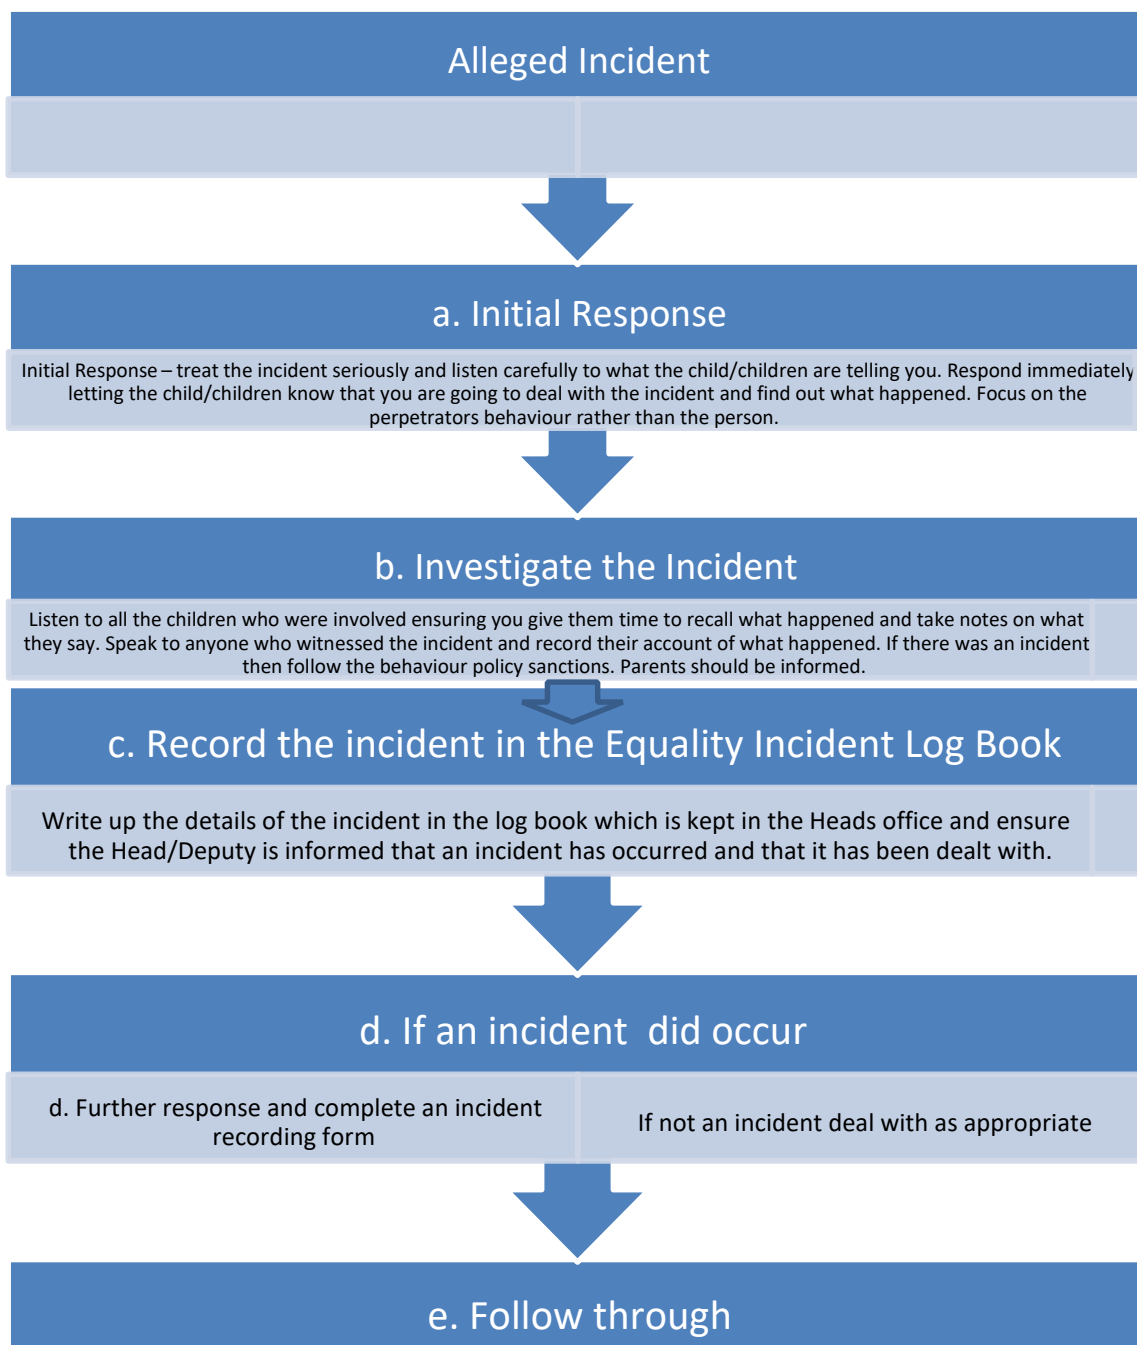 Alleged Incident
a. Initial Response
Initial Response – treat the incident seriously and listen carefully to what the child/children are telling you. Respond immediately
letting the child/children know that you are going to deal with the incident and find out what happened. Focus on the
perpetrators behaviour rather than the person.
b. Investigate the Incident
Listen to all the children who were involved ensuring you give them time to recall what happened and take notes on what
they say. Speak to anyone who witnessed the incident and record their account of what happened. If there was an incident
then follow the behaviour policy sanctions. Parents should be informed.
c. Record the incident in the Equality Incident Log Book
Write up the details of the incident in the log book which is kept in the Heads office and ensure
the Head/Deputy is informed that an incident has occurred and that it has been dealt with.
d. If an incident  did occur
d. Further response and complete an incident
recording form
If not an incident deal with as appropriate
e. Follow through